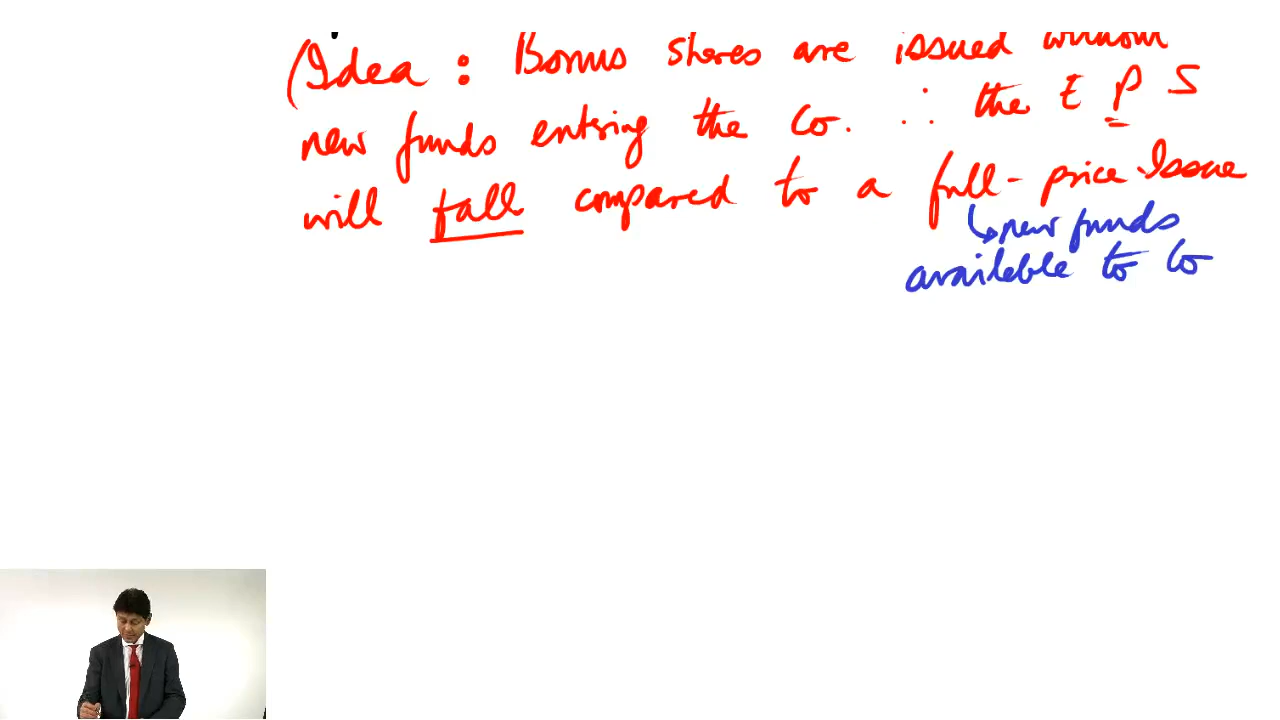 (Idea : Bonus shares are issued without
new funds entering the Co. ∴ the E P S
will fall compared to a full-price Issue
↳ new funds
available to Co